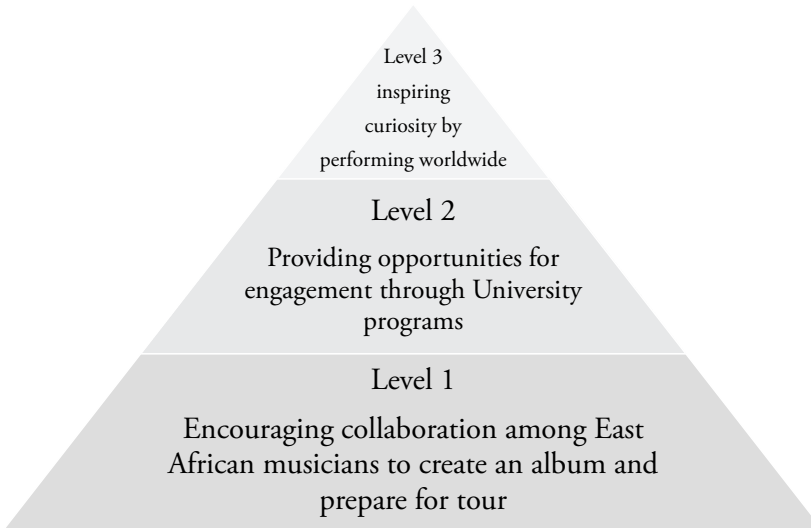 Level 3
inspiring
curiosity by
performing worldwide
Level 2
Providing opportunities for
engagement through University
programs
Level 1
Encouraging collaboration among East
African musicians to create an album and
prepare for tour